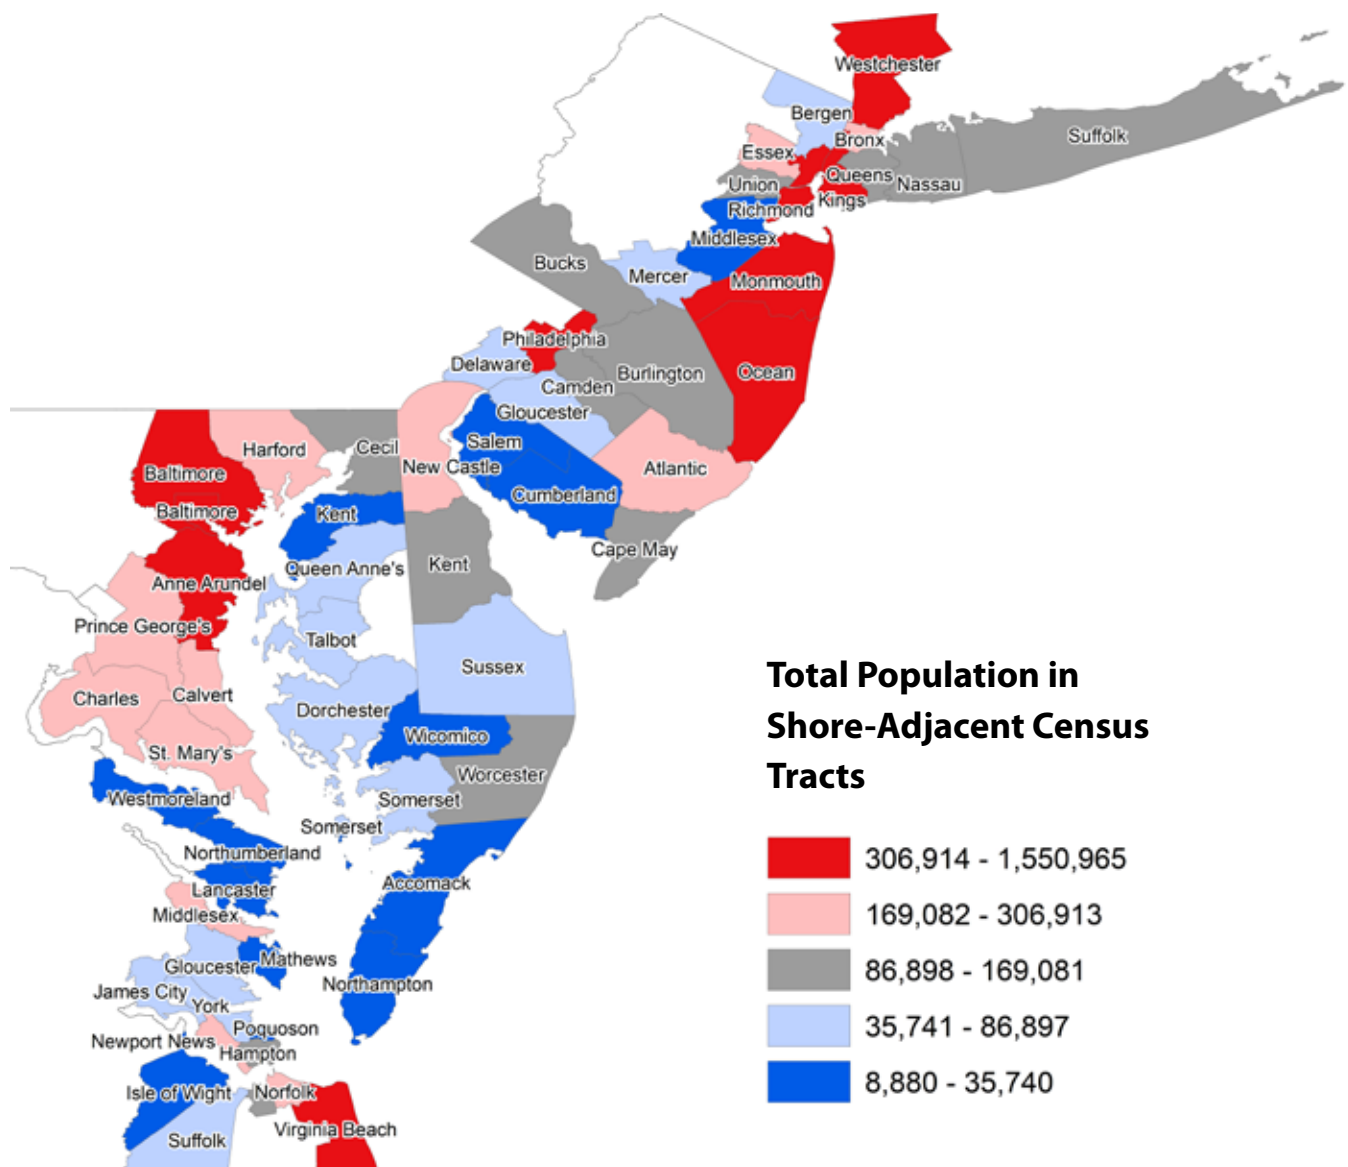 Westchester
Bergen
Bronx
Suffolk
Essex
Queens
Union
Nassau
Kings
Richmond
Middlesex
Bucks
Mercer
Monmouth
Philadelphia
Delaware
Camden
Burlington
Ocean
Gloucester
Harford
Cecil
Salem
Baltimore
New Castle
Atlantic
Cumberland
Baltimore
Kent
Cape May
Kent
Queen Anne's
Anne Arundel
Prince George's
Talbot
Sussex
Charles
Calvert
Dorchester
Wicomico
St. Mary's
Worcester
Westmoreland
Somerset
Somerset
Northumberland
Accomack
Lancaster
Middlesex
Mathews
Gloucester
Northampton
James City
York
Poquoson
Newport News
Hampton
Isle of Wight
Norfolk
Virginia Beach
Suffolk
Total Population in
Shore-Adjacent Census
Tracts
306,914 - 1,550,965
169,082 - 306,913
86,898 - 169,081
35,741 - 86,897
8,880 - 35,740